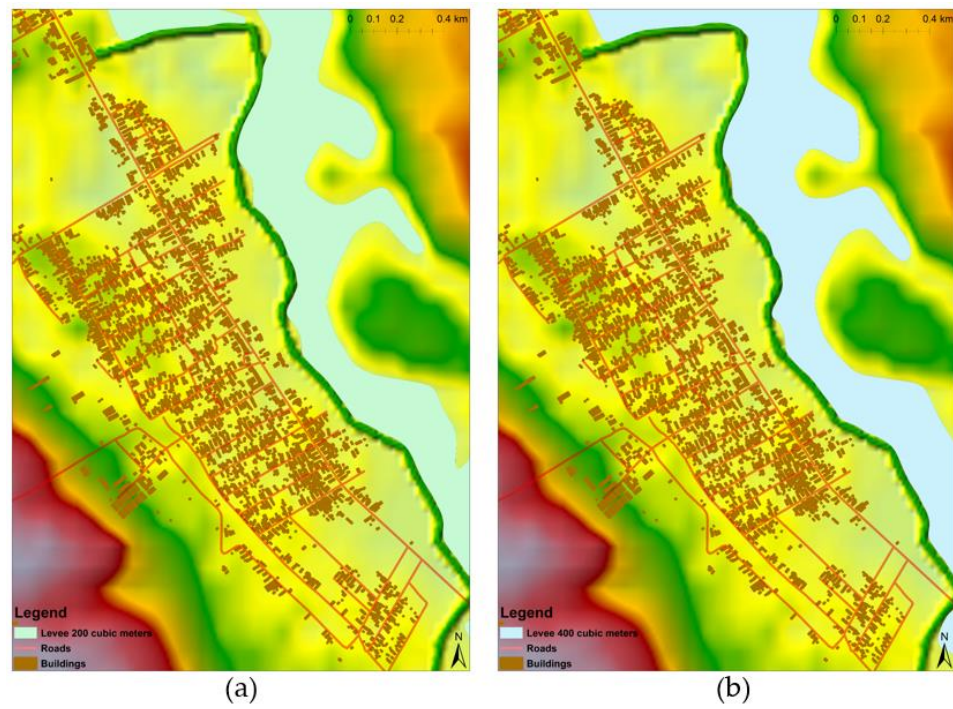 0 0.1 0.2 0.4 km
Legend
Levee 200 cubic meters
Roads
Buildings
N
(a)
0 0.1 0.2 0.4 km
Legend
Levee 400 cubic meters
Roads
Buildings
N
(b)